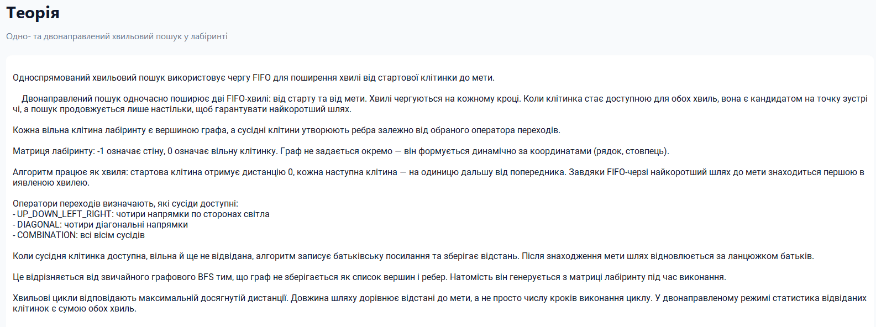 Теорія
Одно- та двонаправлений хвильовий пошук у лабіринті
Односпрямований хвильовий пошук використовує чергу FIFO для поширення хвилі від стартової клітинки до мети.
Двонаправлений пошук одночасно поширює дві FIFO-хвилі: від старту та від мети. Хвилі чергуються на кожному кроці. Коли клітинка стає доступною для обох хвиль, вона є кандидатом на точку зустрі
чі, а пошук продовжується лише настільки, щоб гарантувати найкоротший шлях.
Кожна вільна клітина лабіринту є вершиною графа, а сусідні клітини утворюють ребра залежно від обраного оператора переходів.
Матриця лабіринту: -1 означає стіну, 0 означає вільну клітинку. Граф не задається окремо — він формується динамічно за координатами (рядок, стовпець).
Алгоритм працює як хвиля: стартова клітина отримує дистанцію 0, кожна наступна клітина — на одиницю дальшу від попередника. Завдяки FIFO-черзі найкоротший шлях до мети знаходиться першою в
иявленою хвилею.
Оператори переходів визначають, які сусіди доступні:
- UP_DOWN_LEFT_RIGHT: чотири напрямки по сторонах світла
- DIAGONAL: чотири діагональні напрямки
- COMBINATION: всі вісім сусідів
Коли сусідня клітинка доступна, вільна й ще не відвідана, алгоритм записує батьківську посилання та зберігає відстань. Після знаходження мети шлях відновлюється за ланцюжком батьків.
Це відрізняється від звичайного графового BFS тим, що граф не зберігається як список вершин і ребер. Натомість він генерується з матриці лабіринту під час виконання.
Хвильові цикли відповідають максимальній досягнутій дистанції. Довжина шляху дорівнює відстані до мети, а не просто числу кроків виконання циклу. У двонаправленому режимі статистика відвіданих
клітинок є сумою обох хвиль.